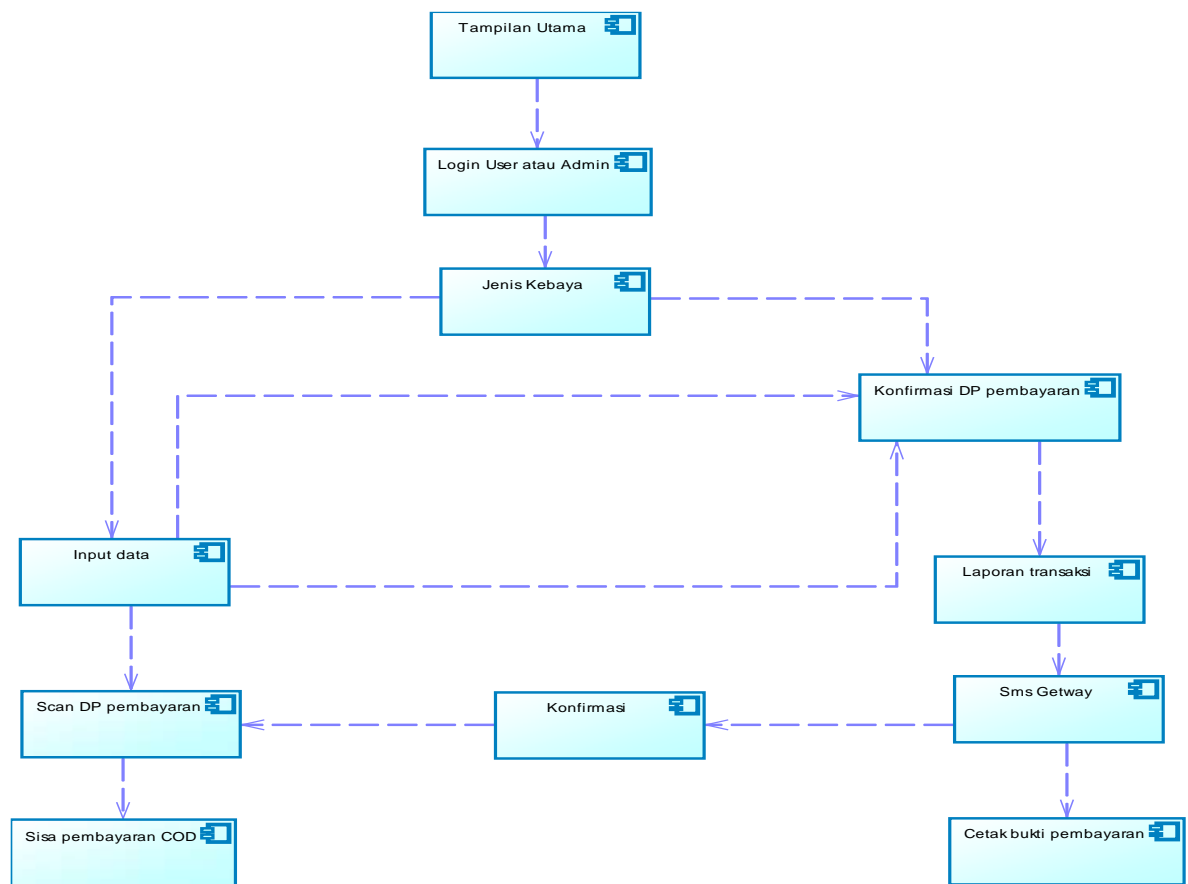 Tampilan Utama
Login User atau Admin
Jenis Kebaya
Konfirmasi DP pembayaran
Input data
Laporan transaksi
Scan DP pembayaran
Konfirmasi
Sms Getway
Sisa pembayaran COD
Cetak bukti pembayaran